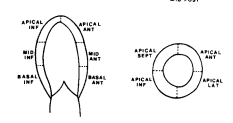 APICAL INF APICAL ANT
MID INF MID ANT
BASAL INF BASAL ANT
APICAL SEPT APICAL ANT
APICAL INF APICAL LAT